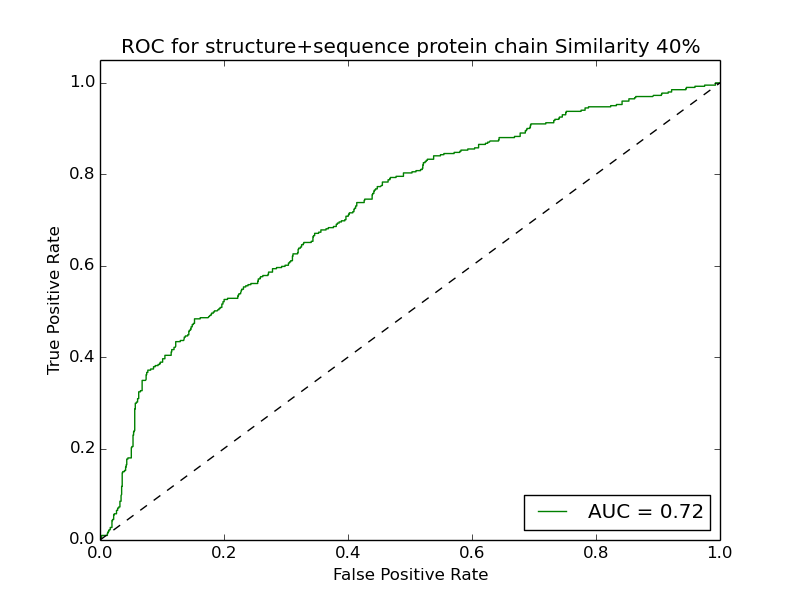 ROC for structure+sequence protein chain Similarity 40%
1.0
0.8
0.6
0.4
0.2
0.0
True Positive Rate
AUC = 0.72
0.0 0.2 0.4 0.6 0.8 1.0
False Positive Rate